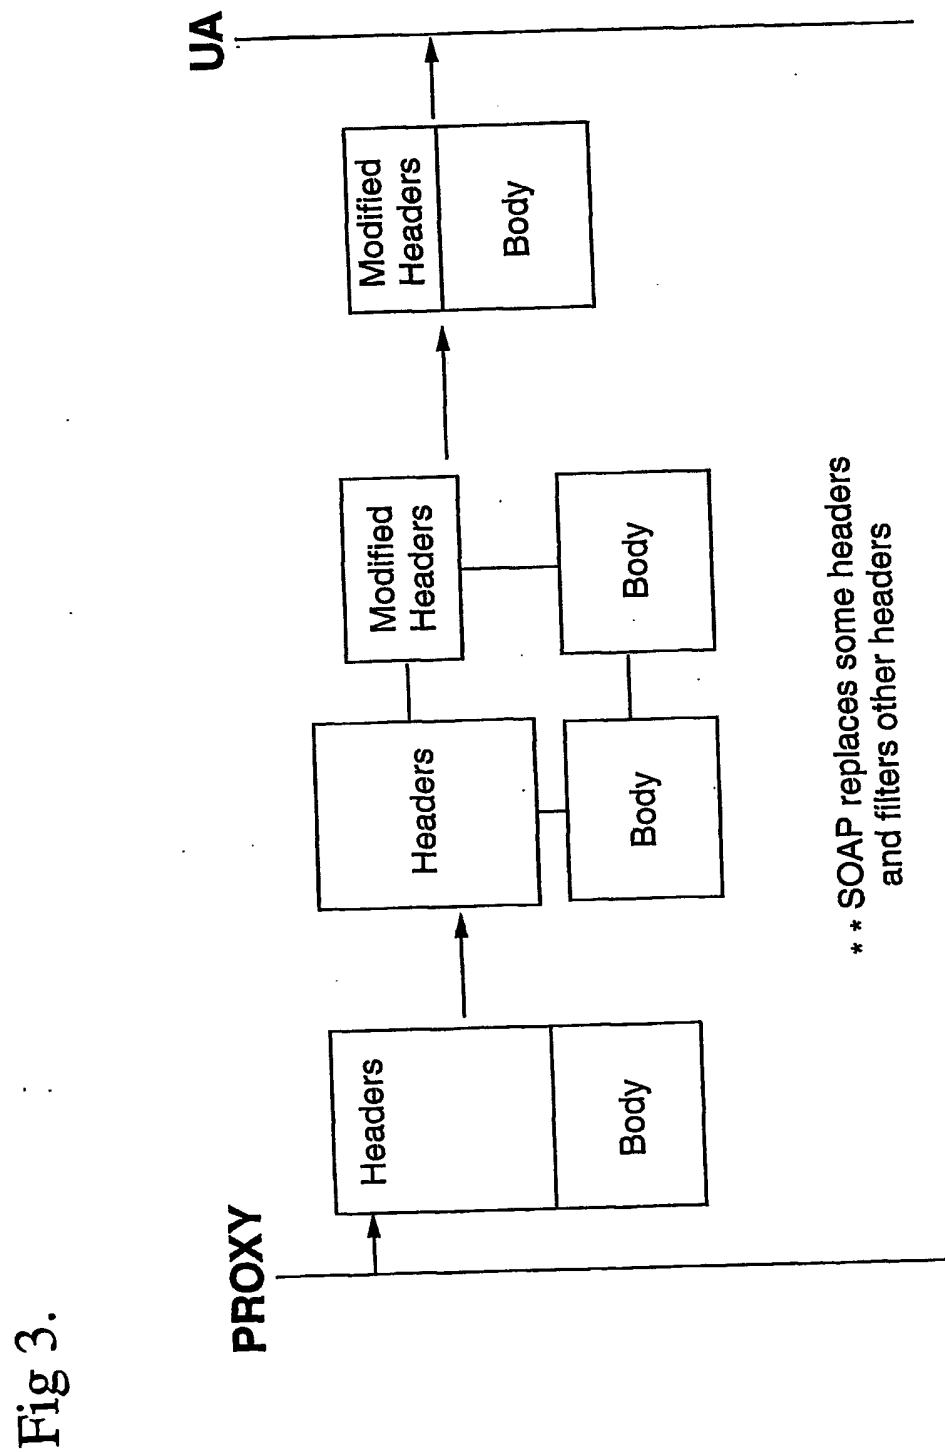 Fig 3.
PROXY
UA
Headers
Body
Headers
Body
Modified
Headers
Body
Modified
Headers
Body
* * SOAP replaces some headers
and filters other headers